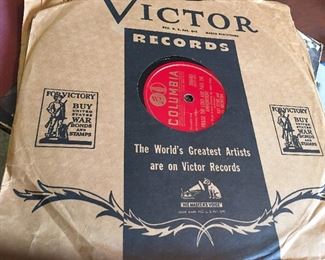 VICTOR
RECORDS
COLUMBIA
FOR VICTORY
BUY
UNITED
STATES
WAR
BONDS
AND
STAMPS
FOR VICTORY
BUY
UNITED
STATES
WAR
BONDS
AND
STAMPS
The World's Greatest Artists
are on Victor Records
HIS MASTER'S VOICE